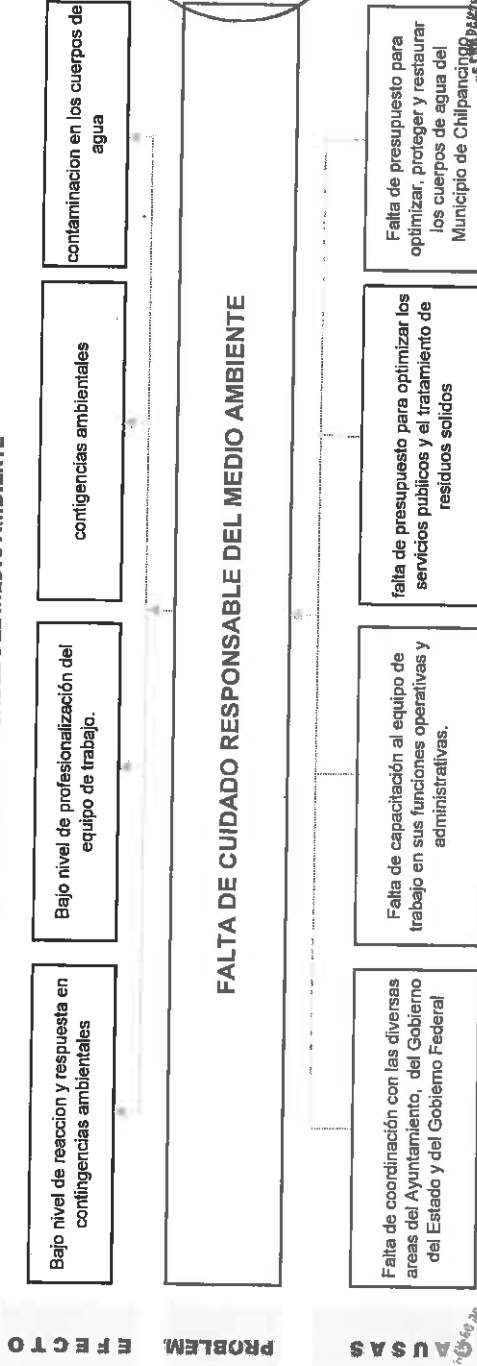 EFECTO
Bajo nivel de reaccion y respuesta en
contingencias ambientales
Bajo nivel de profesionalización del
equipo de trabajo.
contigencias ambientales
contaminacion en los cuerpos de
agua
PROBLEM
FALTA DE CUIDADO RESPONSABLE DEL MEDIO AMBIENTE
AUSAS
Falta de coordinación con las diversas
areas del Ayuntamiento, del Gobierno
del Estado y del Gobierno Federal
Falta de capacitación al equipo de
trabajo en sus funciones operativas y
administrativas.
falta de presupuesto para optimizar los
servicios publicos y el tratamiento de
residuos solidos
Falta de presupuesto para
optimizar, proteger y restaurar
los cuerpos de agua del
Municipio de Chilpancingo